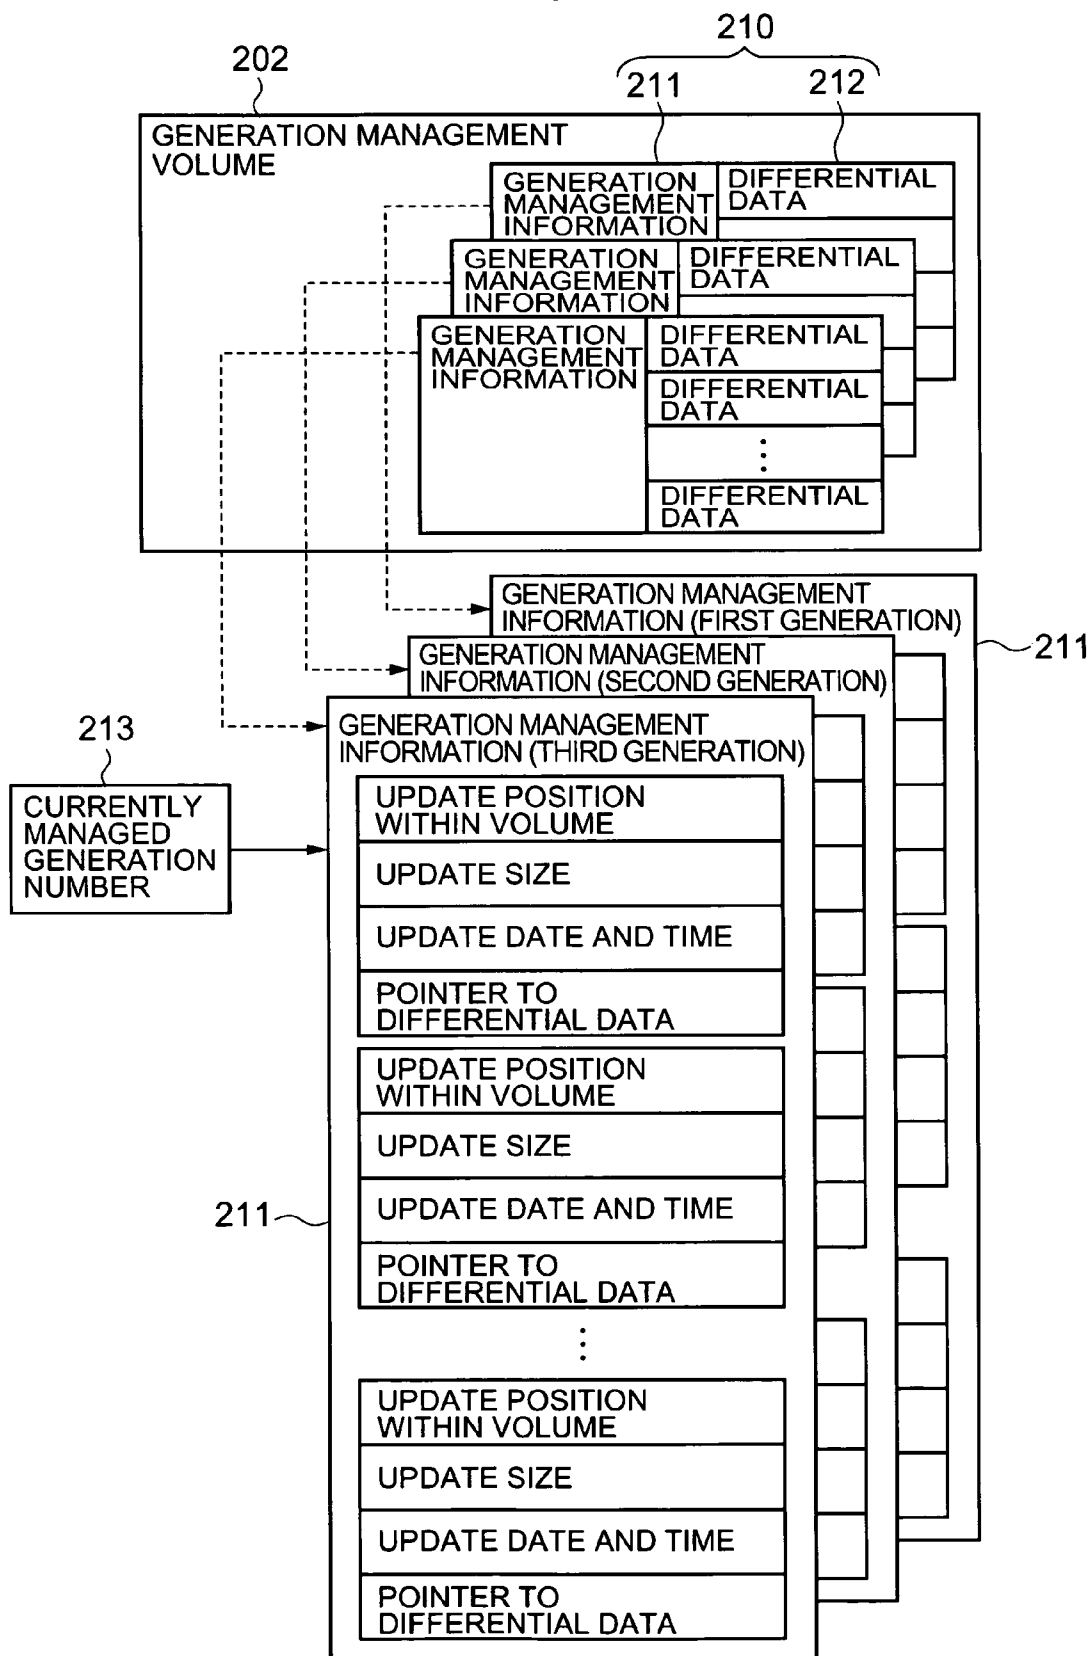 210
202
211
212
GENERATION MANAGEMENT
VOLUME
GENERATION
MANAGEMENT
INFORMATION
DIFFERENTIAL
DATA
GENERATION
MANAGEMENT
INFORMATION
DIFFERENTIAL
DATA
GENERATION
MANAGEMENT
INFORMATION
DIFFERENTIAL
DATA
DIFFERENTIAL
DATA
⋮
DIFFERENTIAL
DATA
GENERATION MANAGEMENT
INFORMATION (FIRST GENERATION)
211
GENERATION MANAGEMENT
INFORMATION (SECOND GENERATION)
GENERATION MANAGEMENT
INFORMATION (THIRD GENERATION)
213
CURRENTLY
MANAGED
GENERATION
NUMBER
UPDATE POSITION
WITHIN VOLUME
UPDATE SIZE
UPDATE DATE AND TIME
POINTER TO
DIFFERENTIAL DATA
UPDATE POSITION
WITHIN VOLUME
UPDATE SIZE
211
UPDATE DATE AND TIME
POINTER TO
DIFFERENTIAL DATA
⋮
UPDATE POSITION
WITHIN VOLUME
UPDATE SIZE
UPDATE DATE AND TIME
POINTER TO
DIFFERENTIAL DATA